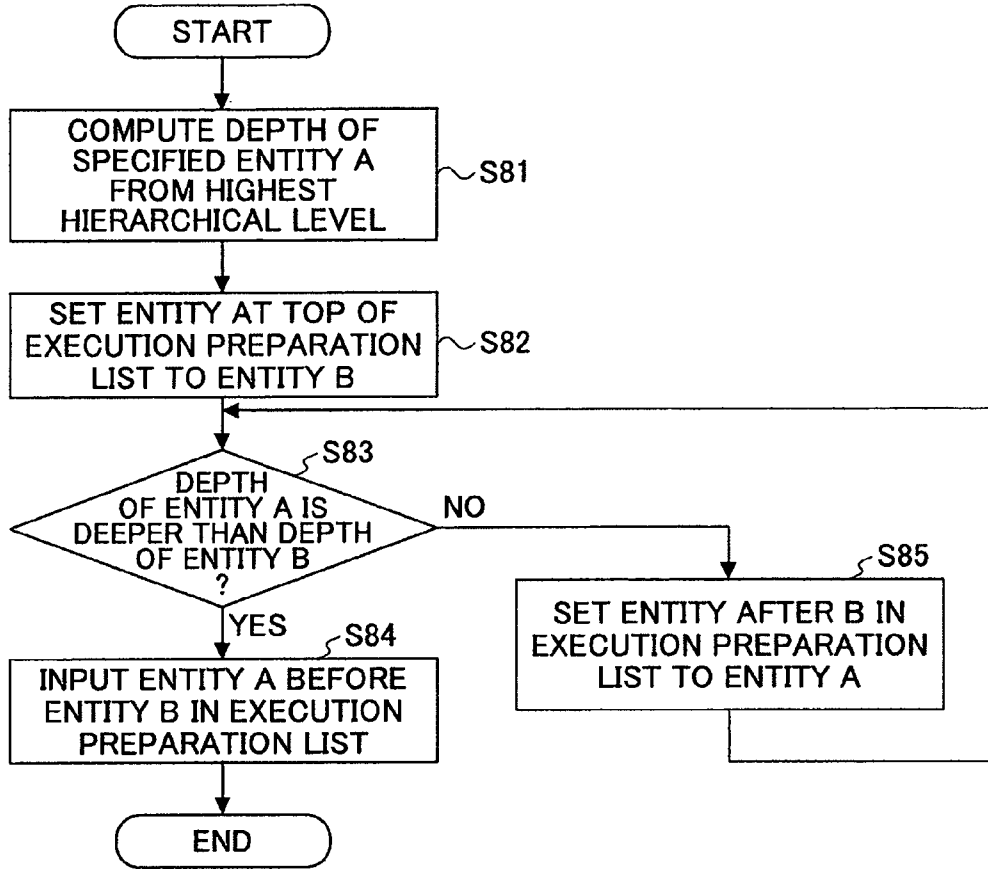 START
COMPUTE DEPTH OF
SPECIFIED ENTITY A
FROM HIGHEST
HIERARCHICAL LEVEL
S81
SET ENTITY AT TOP OF
EXECUTION PREPARATION
LIST TO ENTITY B
S82
S83
DEPTH
OF ENTITY A IS
DEEPER THAN DEPTH
OF ENTITY B
?
NO
YES
S84
INPUT ENTITY A BEFORE
ENTITY B IN EXECUTION
PREPARATION LIST
S85
SET ENTITY AFTER B IN
EXECUTION PREPARATION
LIST TO ENTITY A
END